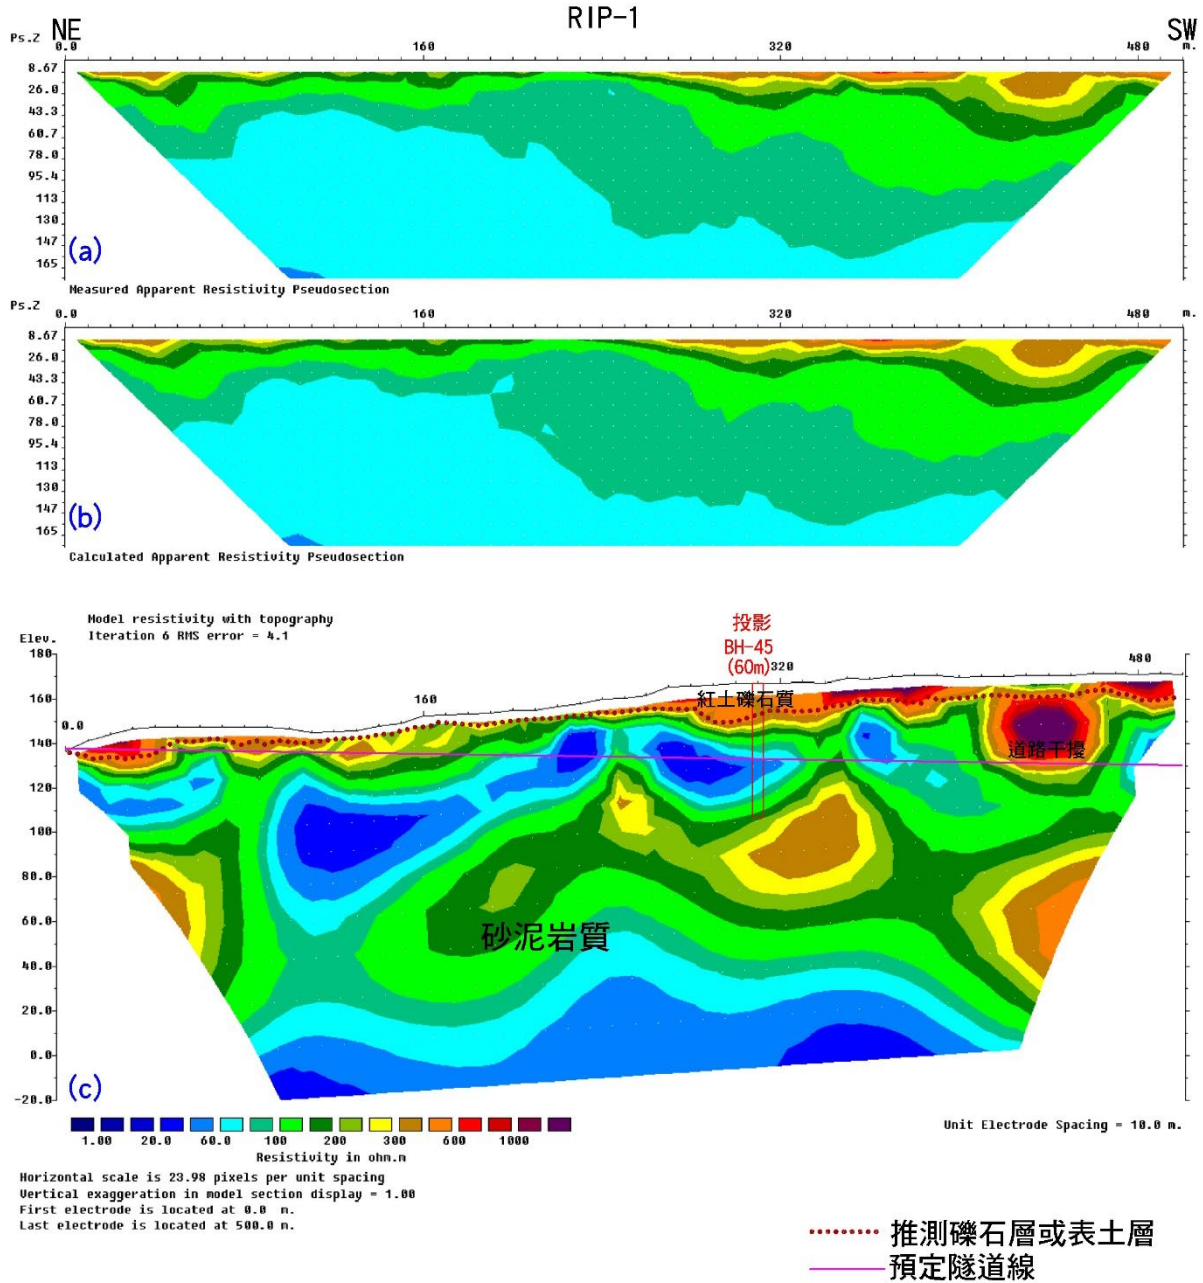 RIP-1
NE
SW
Ps.Z 0.0 160 320 480 m.
8.67
26.0
43.3
60.7
78.0
95.4
113
130
147
165
(a)
Measured Apparent Resistivity Pseudosection
Ps.Z 0.0 160 320 480 m.
8.67
26.0
43.3
60.7
78.0
95.4
113
130
147
165
(b)
Calculated Apparent Resistivity Pseudosection
Model resistivity with topography
Iteration 6 RMS error = 4.1
Elev.
投影
BH-45
(60m)
0.0 160 320 480
180
160
140
120
100
80.0
60.0
40.0
20.0
0.0
-20.0
紅土礫石質
道路干擾
砂泥岩質
(c)
1.00 20.0 60.0 100 200 300 600 1000
Resistivity in ohm.m
Unit Electrode Spacing = 10.0 m.
Horizontal scale is 23.98 pixels per unit spacing
Vertical exaggeration in model section display = 1.00
First electrode is located at 0.0 m.
Last electrode is located at 500.0 m.
推測礫石層或表土層
預定隧道線